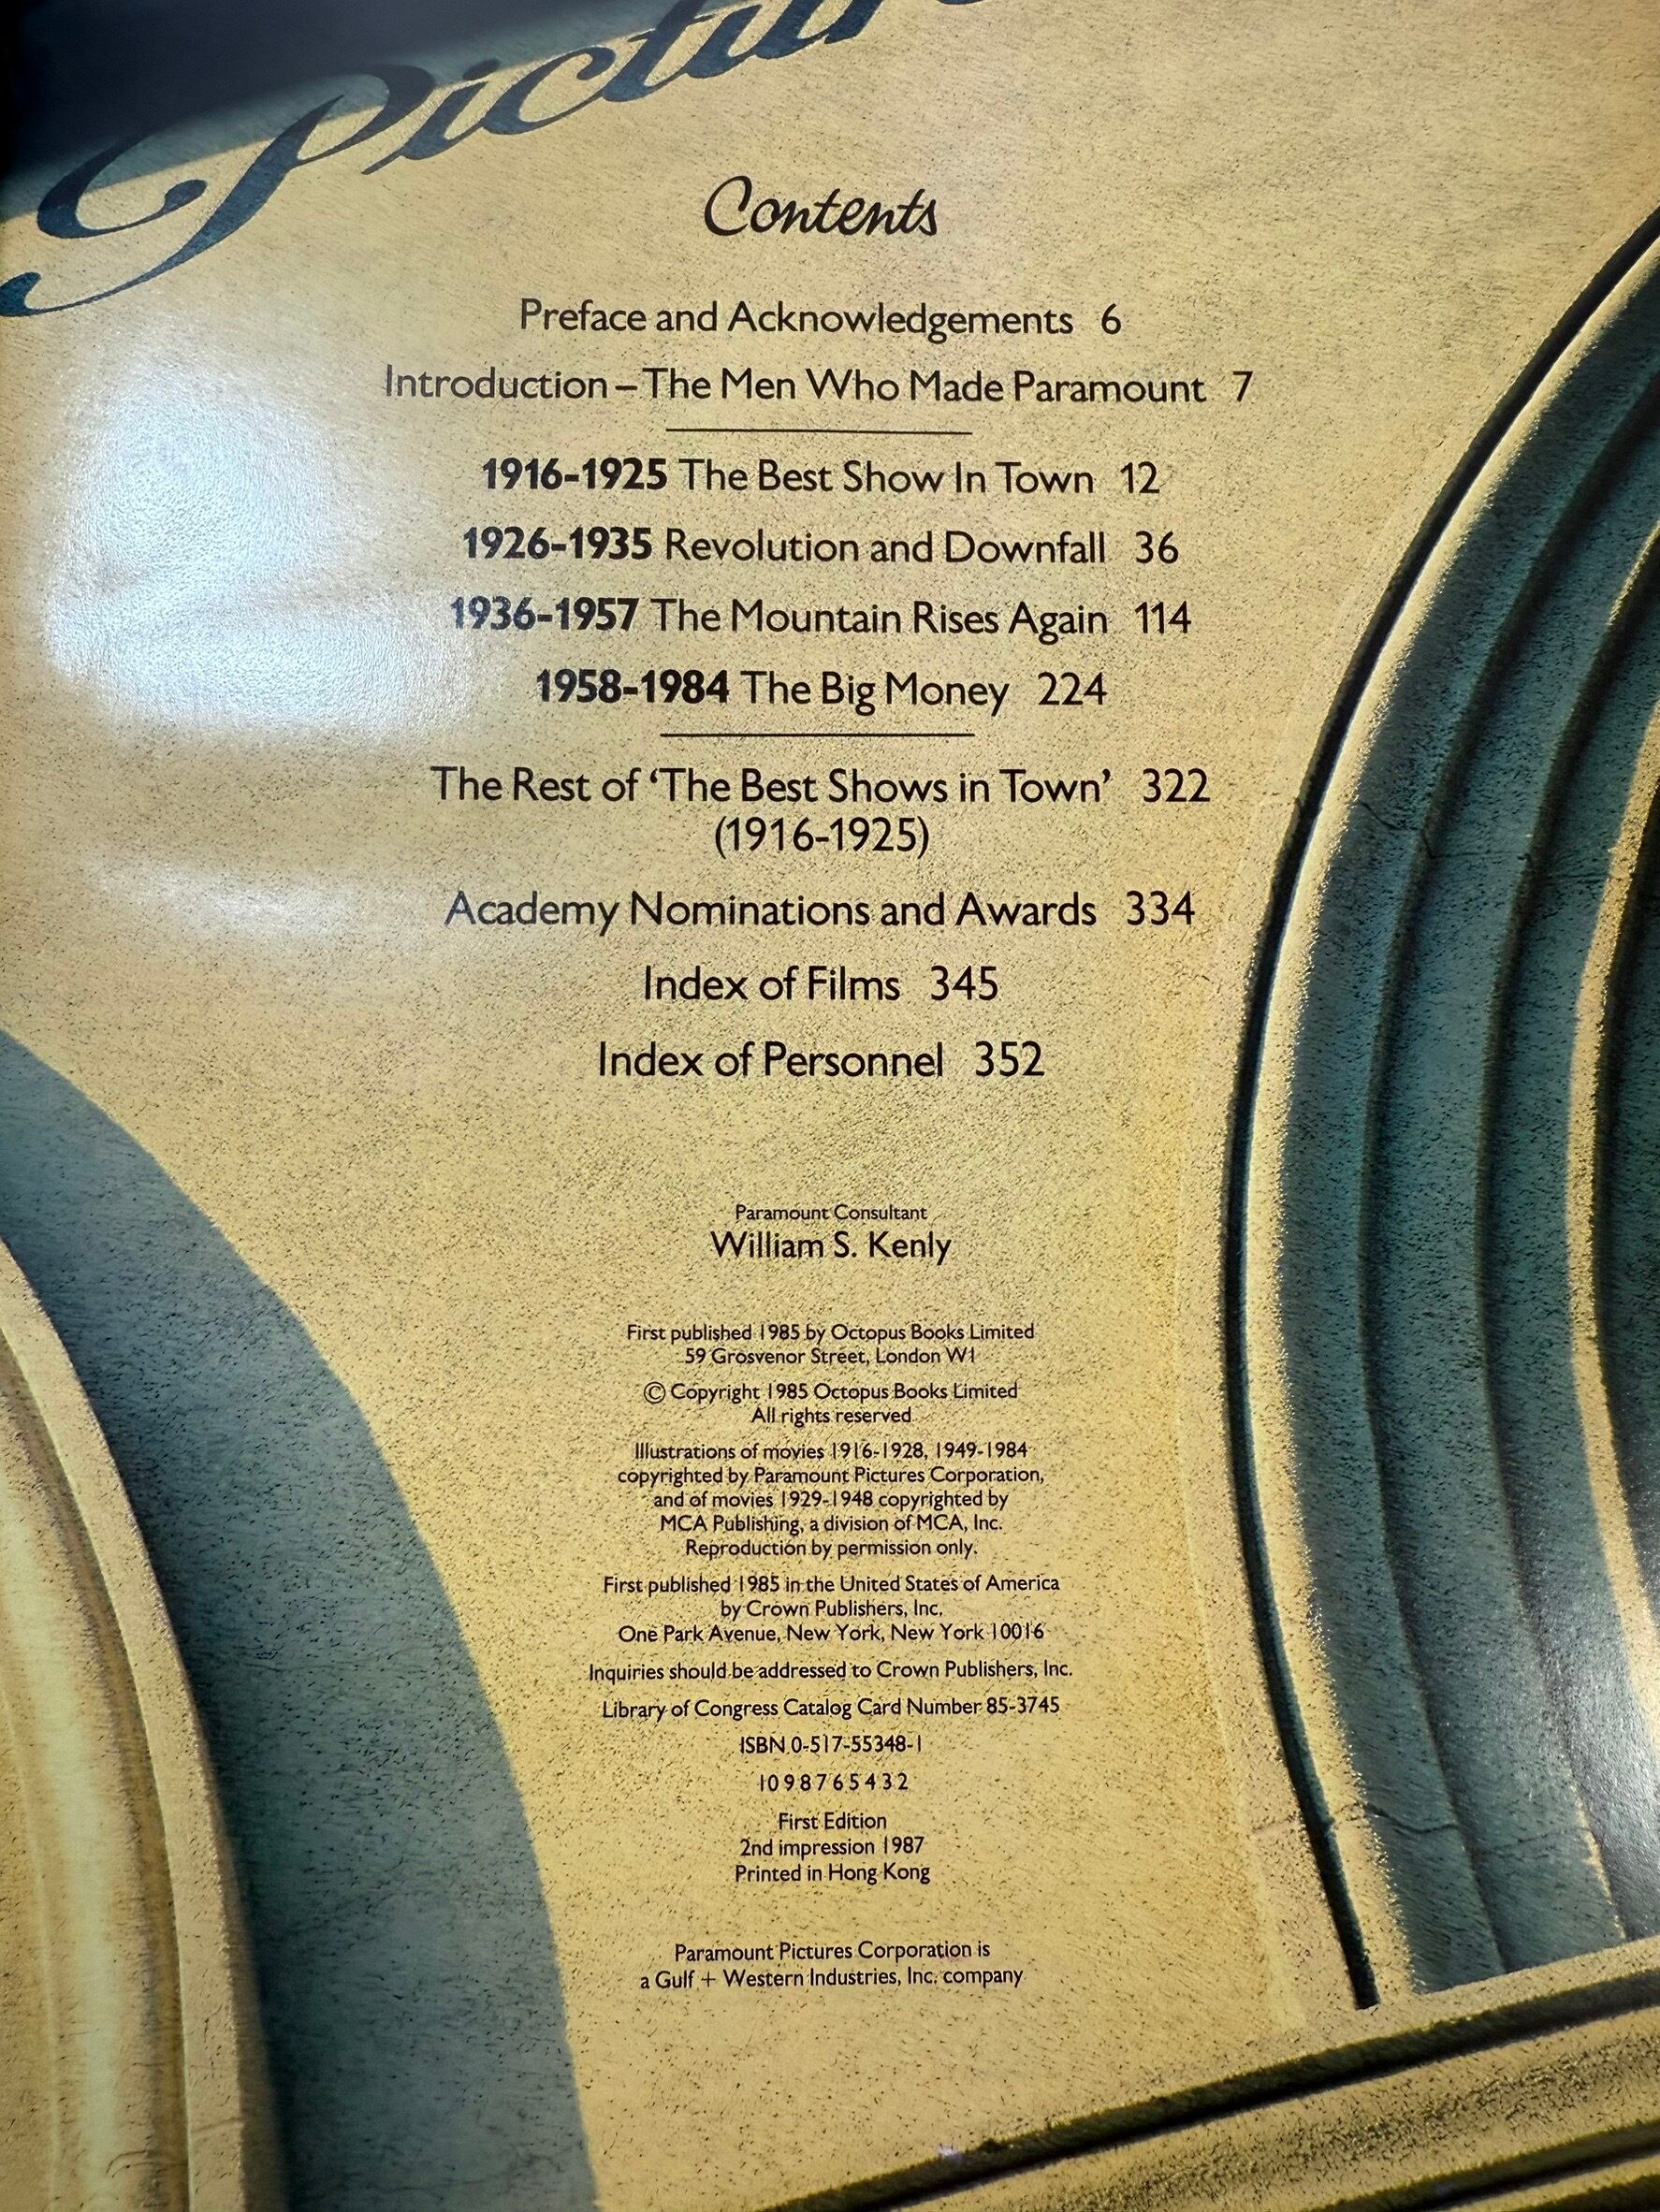 Contents
Preface and Acknowledgements 6
Introduction – The Men Who Made Paramount 7
1916-1925 The Best Show In Town 12
1926-1935 Revolution and Downfall 36
1936-1957 The Mountain Rises Again 114
1958-1984 The Big Money 224
The Rest of ‘The Best Shows in Town’ 322
(1916-1925)
Academy Nominations and Awards 334
Index of Films 345
Index of Personnel 352
Paramount Consultant
William S. Kenly
First published 1985 by Octopus Books Limited
59 Grosvenor Street, London W1
© Copyright 1985 Octopus Books Limited
All rights reserved
Illustrations of movies 1916-1928, 1949-1984
copyrighted by Paramount Pictures Corporation,
and of movies 1929-1948 copyrighted by
MCA Publishing, a division of MCA, Inc.
Reproduction by permission only.
First published 1985 in the United States of America
by Crown Publishers, Inc.
One Park Avenue, New York, New York 10016
Inquiries should be addressed to Crown Publishers, Inc.
Library of Congress Catalog Card Number 85-3745
ISBN 0-517-55348-1
10 9 8 7 6 5 4 3 2
First Edition
2nd impression 1987
Printed in Hong Kong
Paramount Pictures Corporation is
a Gulf + Western Industries, Inc. company